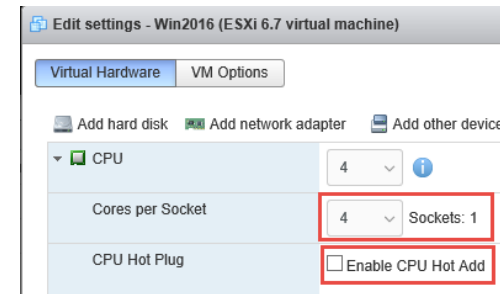 Edit settings - Win2016 (ESXi 6.7 virtual machine)
Virtual Hardware VM Options
Add hard disk Add network adapter Add other device
CPU 4
Cores per Socket 4 Sockets: 1
CPU Hot Plug Enable CPU Hot Add